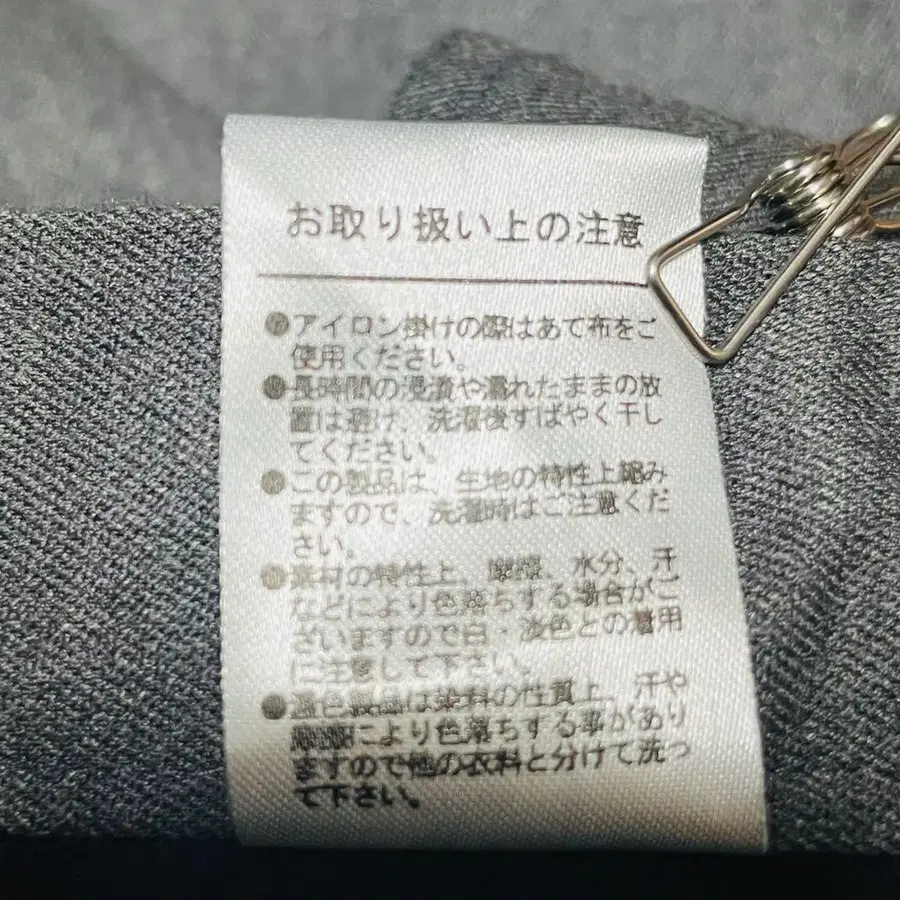 お取り扱い上の注意
●アイロン掛けの際はあて布をご
使用ください。
●長時間の浸漬や濡れたままの放
置は避け、洗濯後すばやく干し
てください。
●この製品は、生地の特性上縮み
ますので、洗濯時はご注意くだ
さい。
●素材の特性上、摩擦、水分、汗
などにより色落ちする場合がご
ざいますので白・淡色との着用
に注意して下さい。
●濃色製品は染料の性質上、汗や
摩擦により色落ちする事があり
ますので他の衣料と分けて洗っ
て下さい。